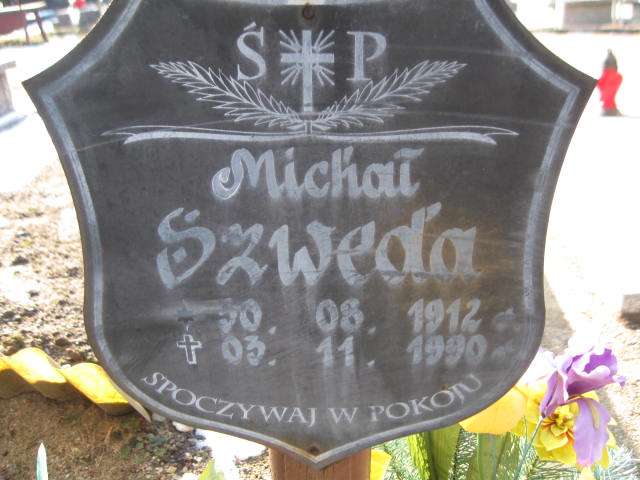 Ś P
Michał
Szweda
30. 08. 1912
03. 11. 1990
SPOCZYWAJ W POKOJU